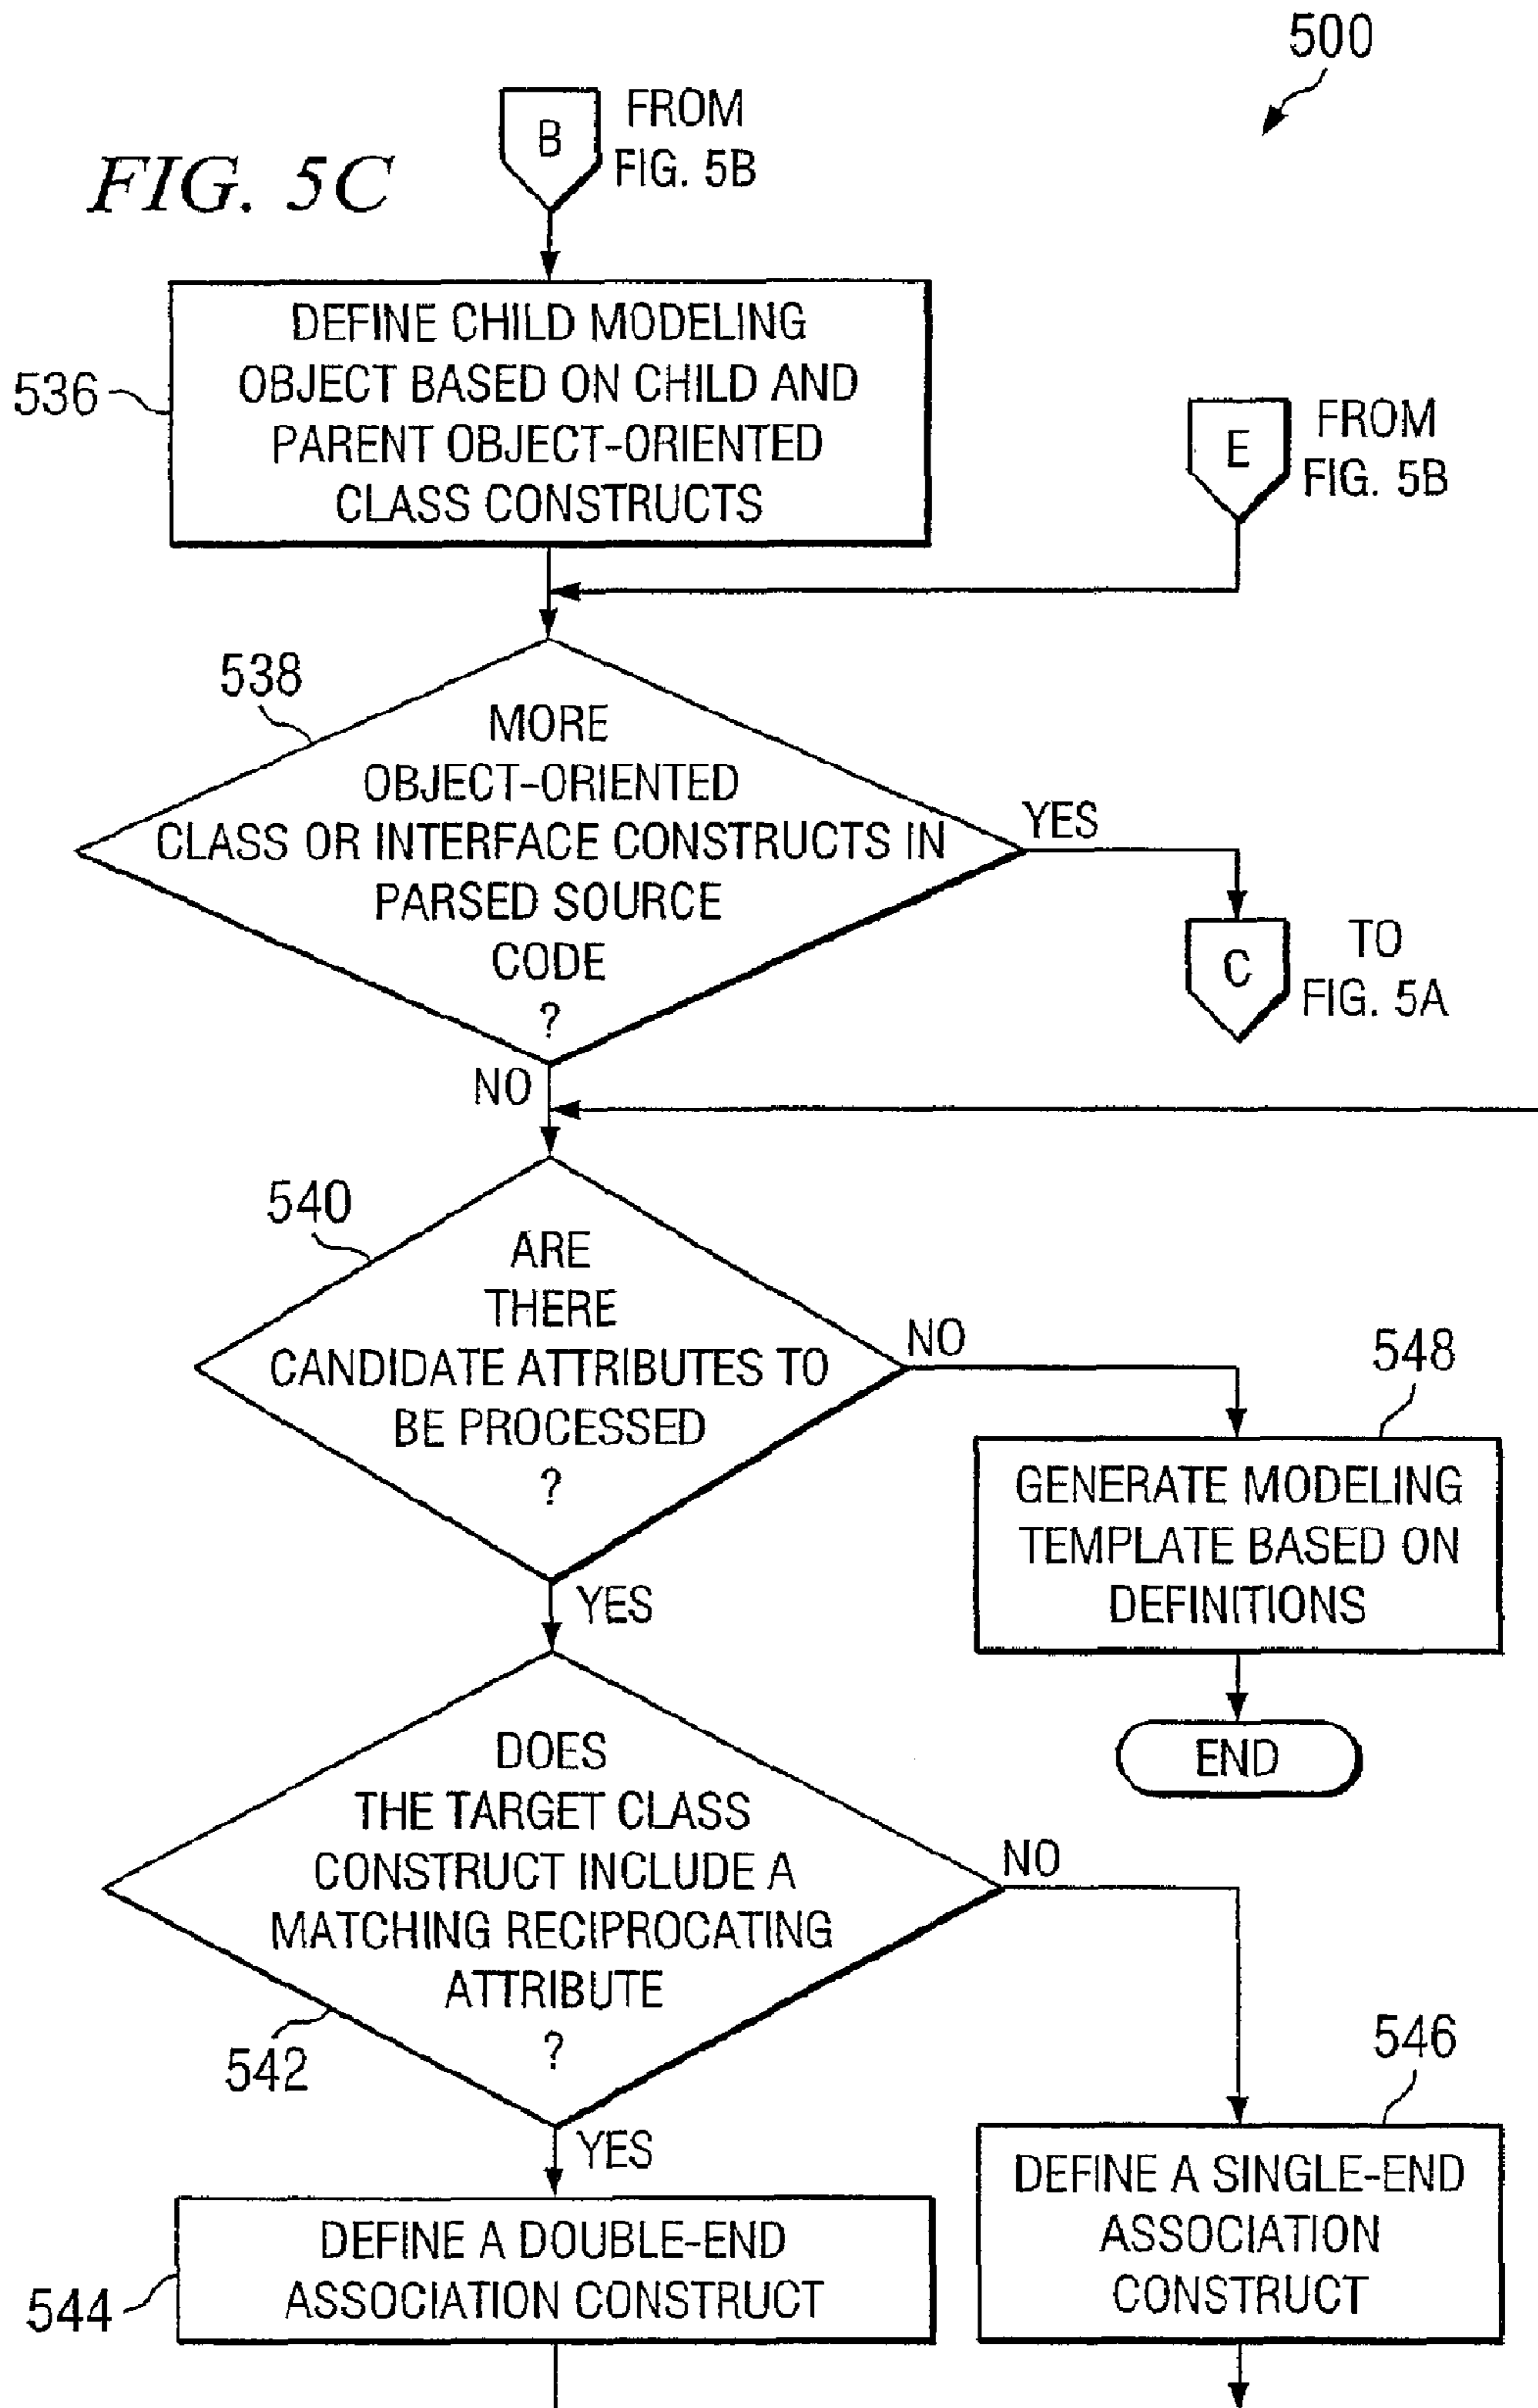 500
FIG. 5C
B
FROM
FIG. 5B
536
DEFINE CHILD MODELING
OBJECT BASED ON CHILD AND
PARENT OBJECT-ORIENTED
CLASS CONSTRUCTS
E
FROM
FIG. 5B
538
MORE
OBJECT-ORIENTED
CLASS OR INTERFACE CONSTRUCTS IN
PARSED SOURCE
CODE
?
YES
C
TO
FIG. 5A
NO
540
ARE
THERE
CANDIDATE ATTRIBUTES TO
BE PROCESSED
?
NO
548
GENERATE MODELING
TEMPLATE BASED ON
DEFINITIONS
END
YES
DOES
THE TARGET CLASS
CONSTRUCT INCLUDE A
MATCHING RECIPROCATING
ATTRIBUTE
?
542
NO
546
DEFINE A SINGLE-END
ASSOCIATION
CONSTRUCT
YES
544
DEFINE A DOUBLE-END
ASSOCIATION CONSTRUCT